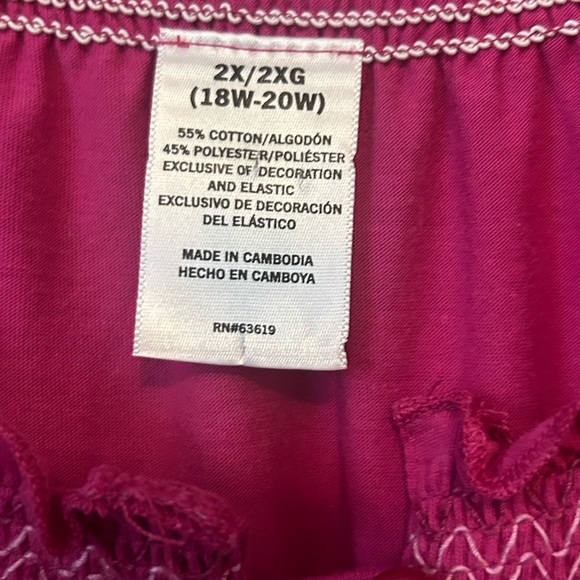 2X/2XG
(18W-20W)
55% COTTON/ALGODÓN
45% POLYESTER/POLIÉSTER
EXCLUSIVE OF DECORATION
AND ELASTIC
EXCLUSIVO DE DECORACIÓN
DEL ELÁSTICO
MADE IN CAMBODIA
HECHO EN CAMBOYA
RN#63619